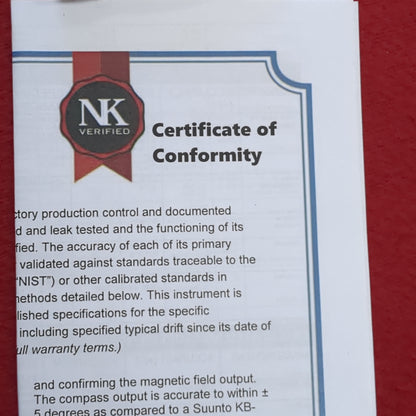 NK
VERIFIED
Certificate of
Conformity
ctory production control and documented
d and leak tested and the functioning of its
fied. The accuracy of each of its primary
validated against standards traceable to the
"NIST") or other calibrated standards in
nethods detailed below. This instrument is
lished specifications for the specific
including specified typical drift since its date of
ull warranty terms.)
and confirming the magnetic field output.
The compass output is accurate to within ±
5 degrees as compared to a Suunto KB-